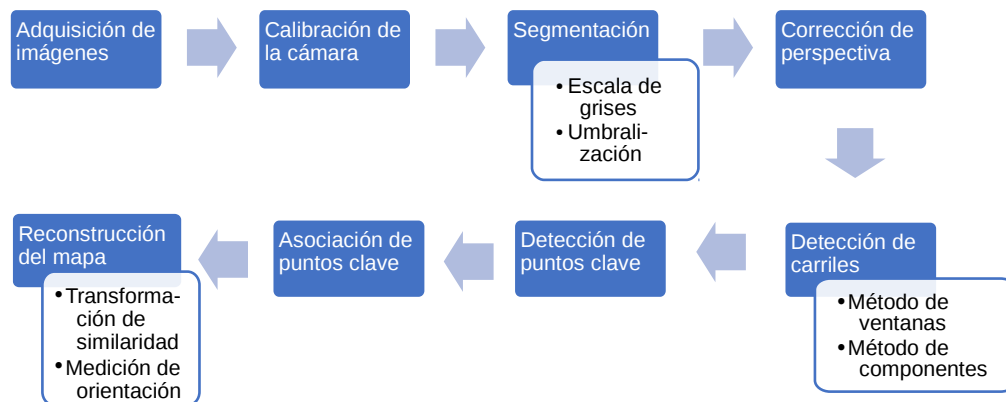 Adquisición de
imágenes
Calibración de
la cámara
Segmentación
• Escala de
grises
• Umbrali-
zación
Corrección de
perspectiva
Detección de
carriles
• Método de
ventanas
• Método de
componentes
Detección de
puntos clave
Asociación de
puntos clave
Reconstrucción
del mapa
• Transforma-
ción de
similaridad
• Medición de
orientación